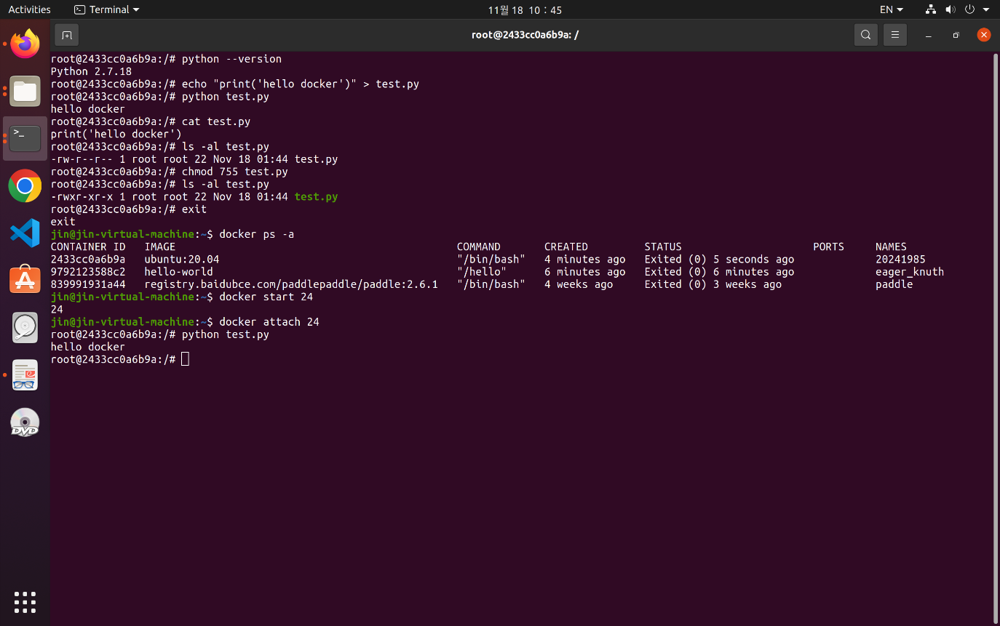 Activities Terminal 11월 18 10 : 45 EN
root@2433cc0a6b9a: /
root@2433cc0a6b9a:/# python --version
Python 2.7.18
root@2433cc0a6b9a:/# echo "print('hello docker')" > test.py
root@2433cc0a6b9a:/# python test.py
hello docker
root@2433cc0a6b9a:/# cat test.py
print('hello docker')
root@2433cc0a6b9a:/# ls -al test.py
-rw-r--r-- 1 root root 22 Nov 18 01:44 test.py
root@2433cc0a6b9a:/# chmod 755 test.py
root@2433cc0a6b9a:/# ls -al test.py
-rwxr-xr-x 1 root root 22 Nov 18 01:44 test.py
root@2433cc0a6b9a:/# exit
exit
jin@jin-virtual-machine:~$ docker ps -a
CONTAINER ID IMAGE COMMAND CREATED STATUS PORTS NAMES
2433cc0a6b9a ubuntu:20.04 "/bin/bash" 4 minutes ago Exited (0) 5 seconds ago 20241985
9792123588c2 hello-world "/hello" 6 minutes ago Exited (0) 6 minutes ago eager_knuth
839991931a44 registry.baidubce.com/paddlepaddle/paddle:2.6.1 "/bin/bash" 4 weeks ago Exited (0) 3 weeks ago paddle
jin@jin-virtual-machine:~$ docker start 24
24
jin@jin-virtual-machine:~$ docker attach 24
root@2433cc0a6b9a:/# python test.py
hello docker
root@2433cc0a6b9a:/#
DVD